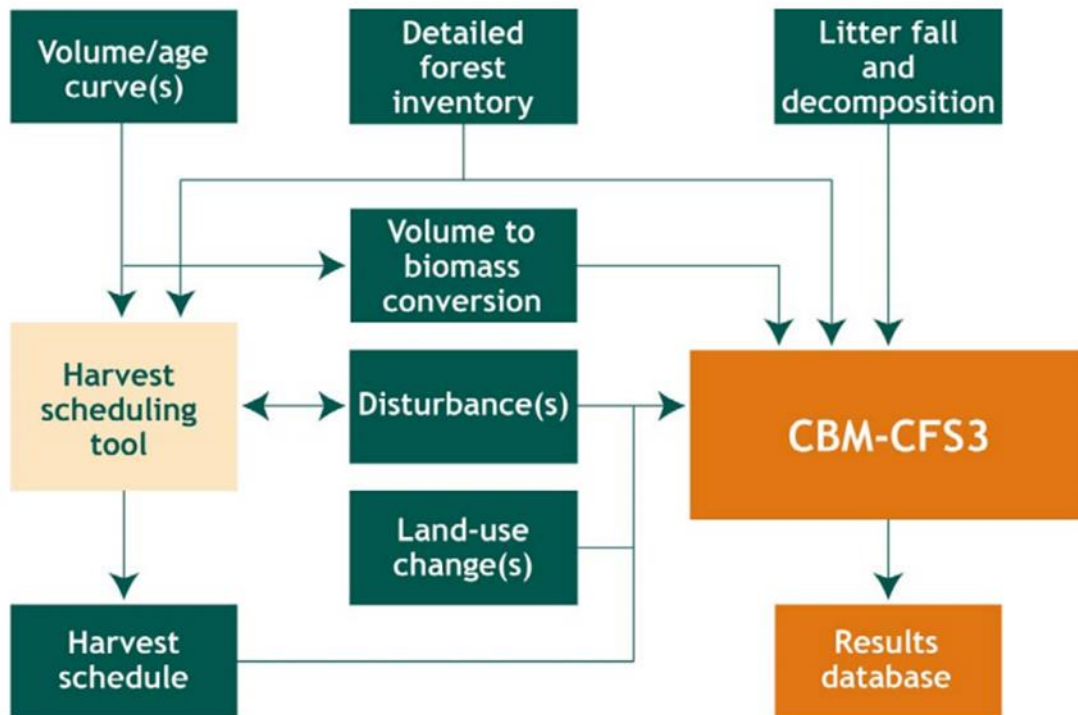 Volume/age
curve(s)
Detailed
forest
inventory
Litter fall
and
decomposition
Volume to
biomass
conversion
Harvest
scheduling
tool
Disturbance(s)
CBM-CFS3
Land-use
change(s)
Harvest
schedule
Results
database